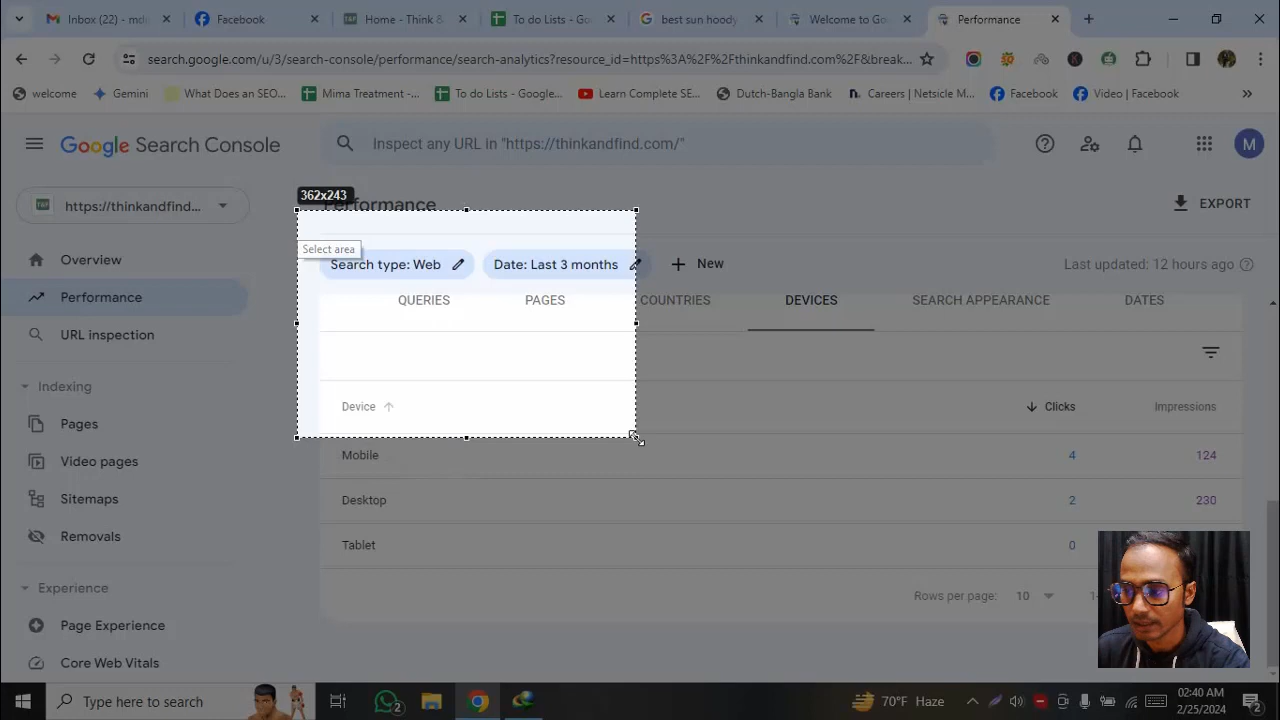 Inbox (22) - mdr
Facebook
Home - Think &
To do Lists - Go
best sun hoody
Welcome to Go
Performance
search.google.com/u/3/search-console/performance/search-analytics?resource_id=https%3A%2F%2Fthinkandfind.com%2F&break...
welcome
Gemini
What Does an SEO...
Mima Treatment -...
To do Lists - Google...
Learn Complete SE...
Dutch-Bangla Bank
Careers | Netsicle M...
Facebook
Video | Facebook
Google Search Console
Inspect any URL in "https://thinkandfind.com/"
M
362x243
https://thinkandfind...
Performance
EXPORT
Select area
Search type: Web
Date: Last 3 months
New
Last updated: 12 hours ago
Overview
Performance
URL inspection
Indexing
Pages
Video pages
Sitemaps
Removals
Experience
Page Experience
Core Web Vitals
QUERIES
PAGES
COUNTRIES
DEVICES
SEARCH APPEARANCE
DATES
Device
Clicks
Impressions
Mobile
4
124
Desktop
2
230
Tablet
0
Rows per page:
10
Type here to search
2
70°F Haze
02:40 AM
2/25/2024
2